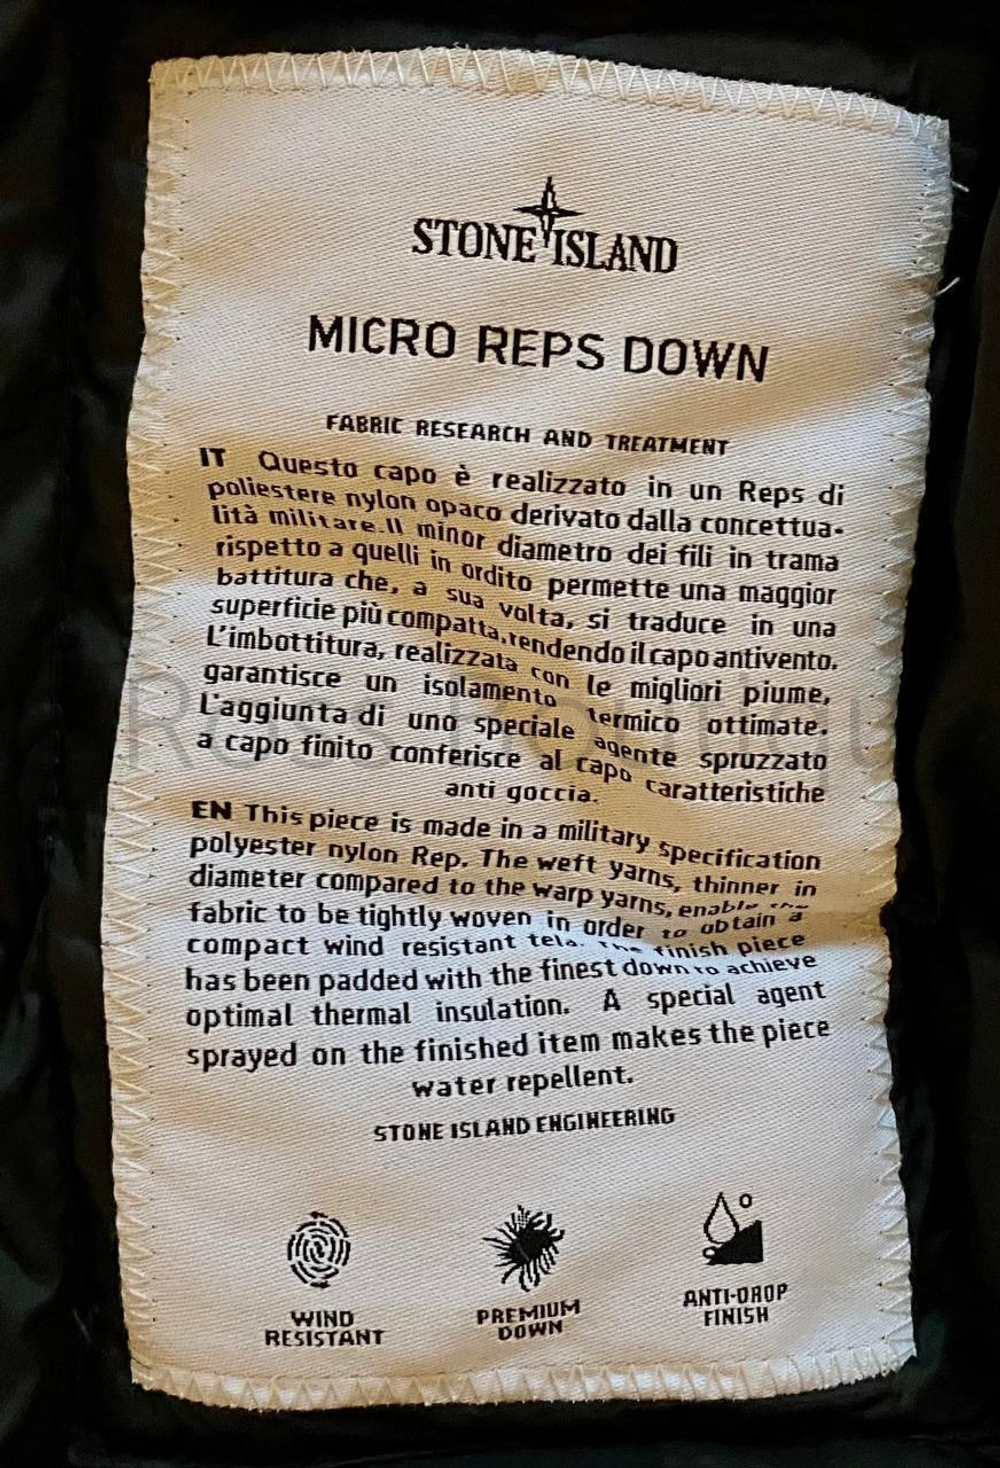 STONE ISLAND
MICRO REPS DOWN
FABRIC RESEARCH AND TREATMENT
IT Questo capo è realizzato in un Reps di
poliestere nylon opaco derivato dalla concettua-
lità militare.Il minor diametro dei fili in trama
rispetto a quelli in ordito permette una maggior
battitura che, a sua volta, si traduce in una
superficie più compatta,rendendo il capo antivento.
L'imbottitura, realizzata con le migliori piume,
garantisce un isolamento termico ottimate.
L'aggiunta di uno speciale agente spruzzato
a capo finito conferisce al capo caratteristiche
anti goccia.
EN This piece is made in a military specification
polyester nylon Rep. The weft yarns, thinner in
diameter compared to the warp yarns, enable the
fabric to be tightly woven in order to obtain a
compact wind resistant tela. The finish piece
has been padded with the finest down to achieve
optimal thermal insulation. A special agent
sprayed on the finished item makes the piece
water repellent.
STONE ISLAND ENGINEERING
WIND
RESISTANT
PREMIUM
DOWN
ANTI-DROP
FINISH